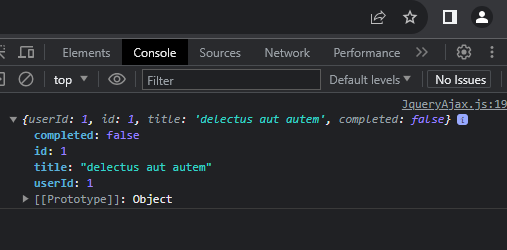 Elements Console Sources Network Performance »
top Filter Default levels No Issues
JqueryAjax.js:19
{userId: 1, id: 1, title: 'delectus aut autem', completed: false} i
completed: false
id: 1
title: "delectus aut autem"
userId: 1
[[Prototype]]: Object